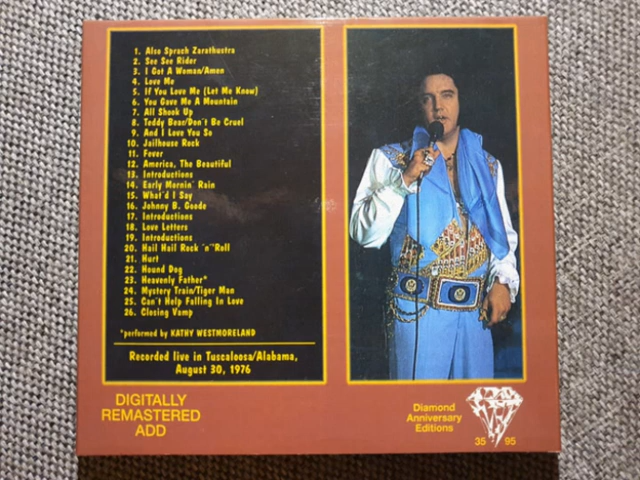 1. Also Sprach Zarathustra
2. See See Rider
3. I Got A Woman/Amen
4. Love Me
5. If You Love Me (Let Me Know)
6. You Gave Me A Mountain
7. All Shook Up
8. Teddy Bear/Don't Be Cruel
9. And I Love You So
10. Jailhouse Rock
11. Fever
12. America, The Beautiful
13. Introductions
14. Early Mornin' Rain
15. What'd I Say
16. Johnny B. Goode
17. Introductions
18. Love Letters
19. Introductions
20. Hail Hail Rock 'n'"Roll
21. Hurt
22. Hound Dog
23. Heavenly Father*
24. Mystery Train/Tiger Man
25. Can't Help Falling In Love
26. Closing Vamp
*performed by KATHY WESTMORELAND
Recorded live in Tuscaloosa/Alabama,
August 30, 1976
DIGITALLY
REMASTERED
ADD
Diamond
Anniversary
Editions
35 95